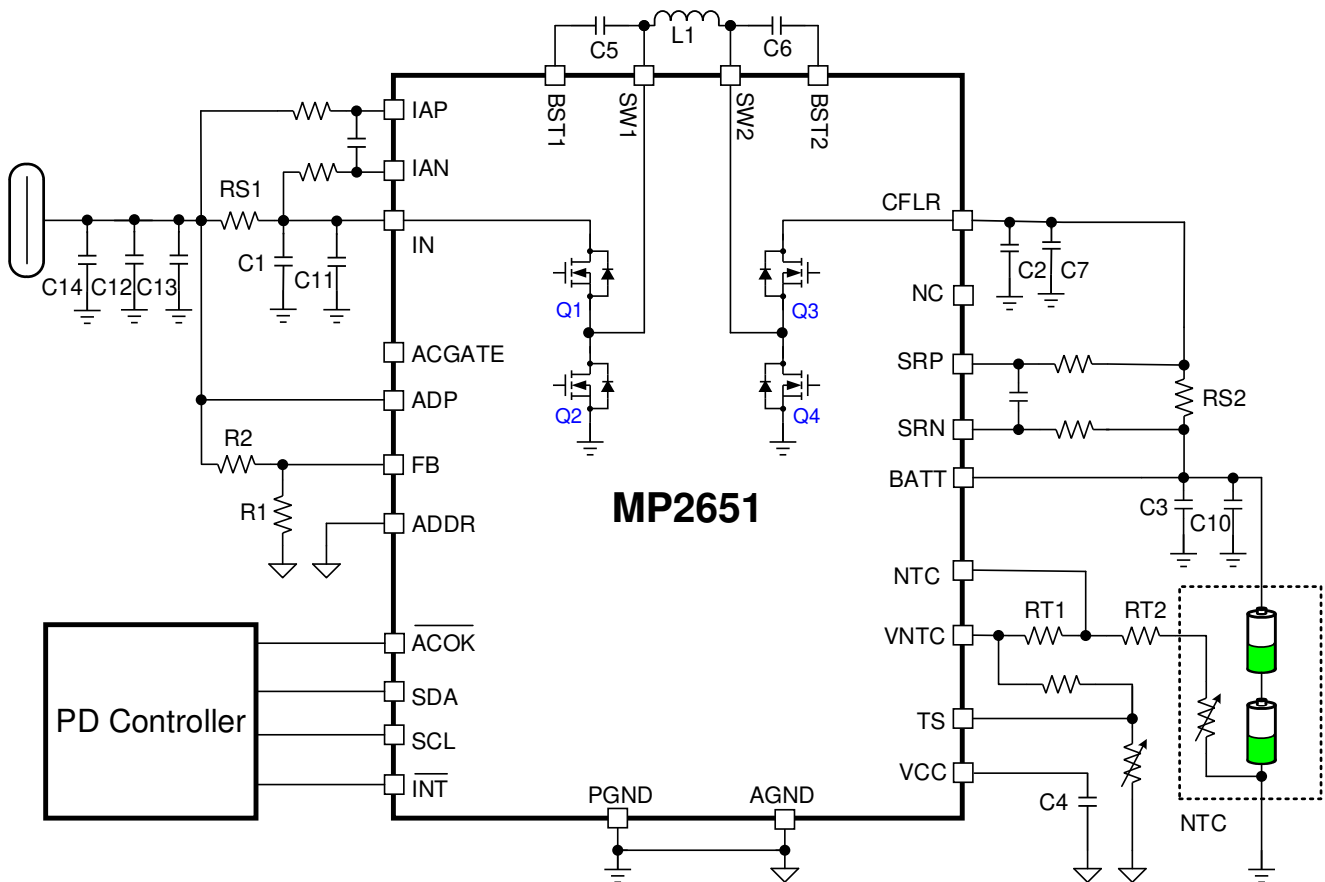 C5
L1
C6
BST1
SW1
SW2
BST2
IAP
IAN
RS1
IN
C1
C11
C14
C12
C13
CFLR
C2
C7
NC
Q1
Q3
ACGATE
SRP
ADP
RS2
Q2
Q4
SRN
R2
FB
BATT
R1
MP2651
C3
C10
ADDR
NTC
RT1
RT2
VNTC
ACOK
SDA
PD Controller
SCL
TS
INT
VCC
PGND
AGND
C4
NTC